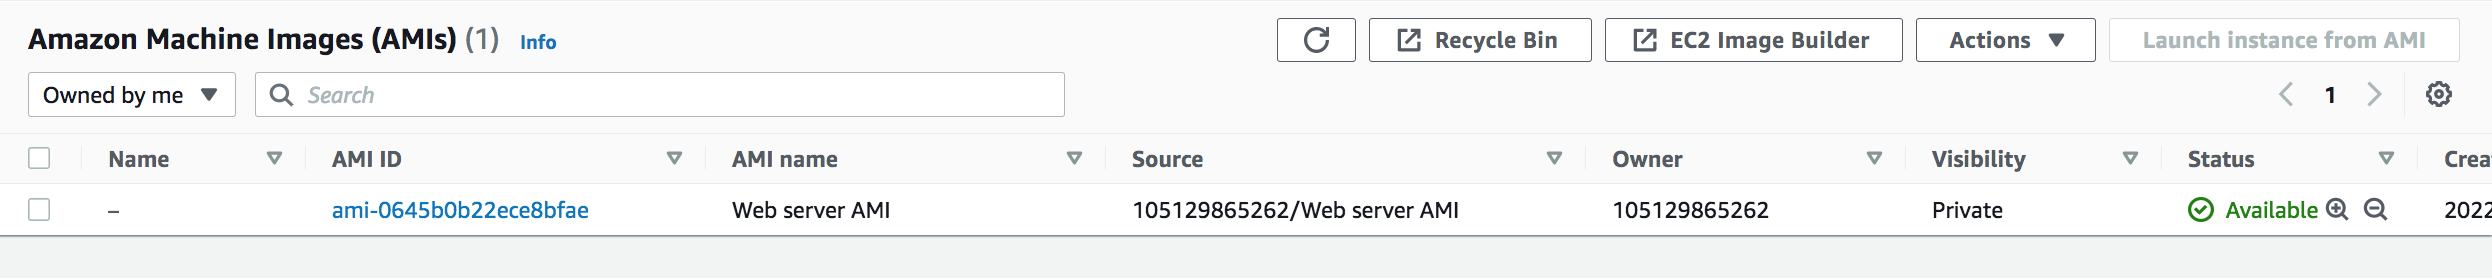 Amazon Machine Images (AMIs) (1) Info
Recycle Bin
EC2 Image Builder
Actions
Launch instance from AMI
Owned by me
Search
1
Name AMI ID AMI name Source Owner Visibility Status Crea
– ami-0645b0b22ece8bfae Web server AMI 105129865262/Web server AMI 105129865262 Private Available 2022